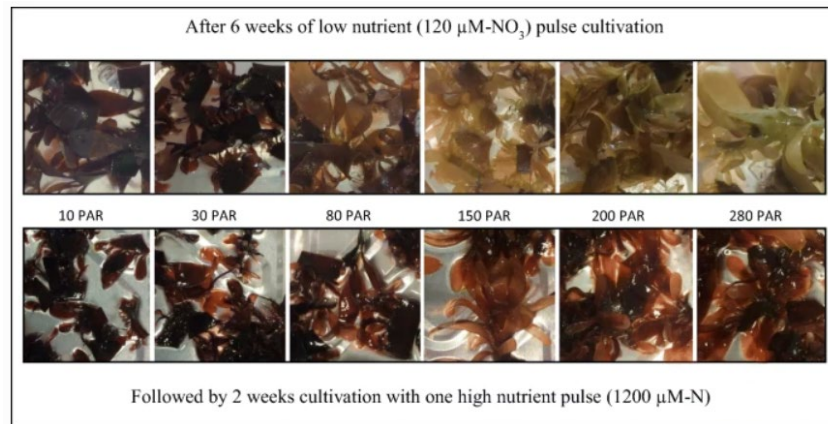 After 6 weeks of low nutrient (120 µM-NO₃) pulse cultivation
10 PAR 30 PAR 80 PAR 150 PAR 200 PAR 280 PAR
Followed by 2 weeks cultivation with one high nutrient pulse (1200 µM-N)